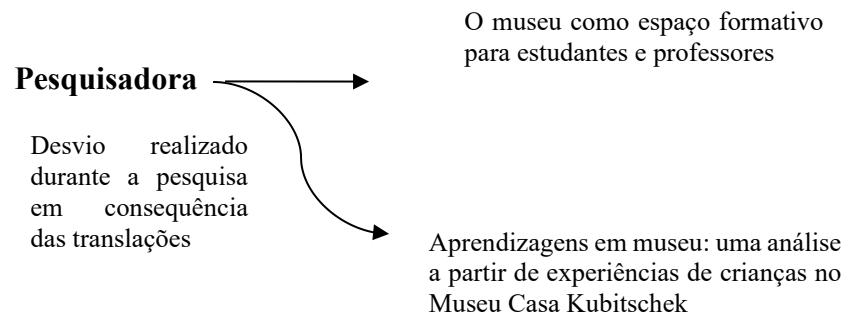 O museu como espaço formativo
para estudantes e professores
Pesquisadora
Desvio realizado
durante a pesquisa
em consequência
das translações
Aprendizagens em museu: uma análise
a partir de experiências de crianças no
Museu Casa Kubitschek